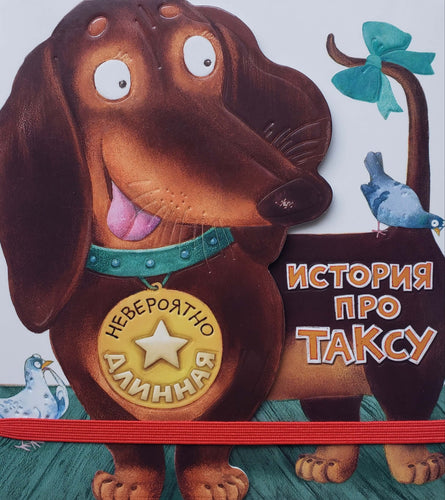 НЕВЕРОЯТНО
ДЛИННАЯ
ИСТОРИЯ
ПРО
ТАКСУ